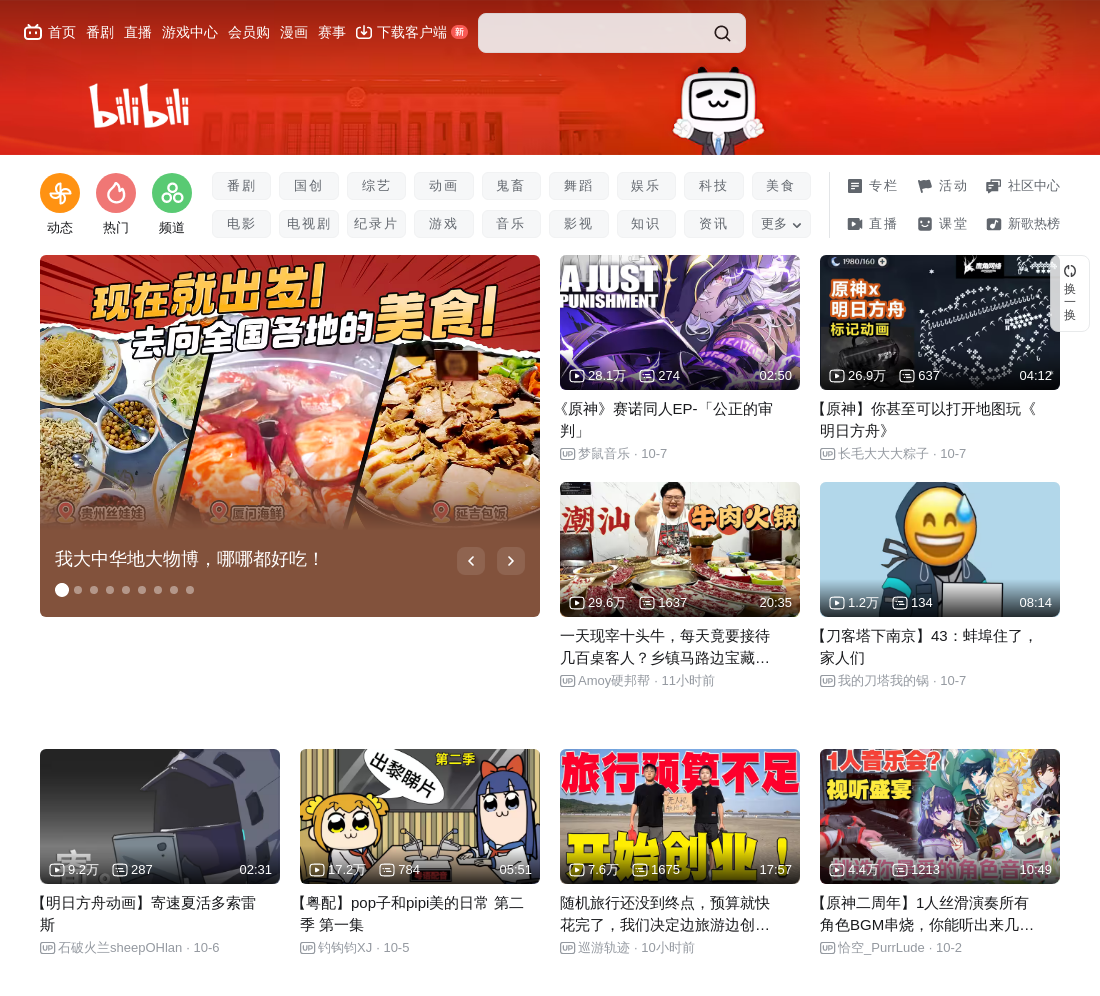 首页 番剧 直播 游戏中心 会员购 漫画 赛事 下载客户端 新
bilibili
动态 热门 频道
番剧 国创 综艺 动画 鬼畜 舞蹈 娱乐 科技 美食
电影 电视剧 纪录片 游戏 音乐 影视 知识 资讯 更多
专栏 活动 社区中心
直播 课堂 新歌热榜
换一换
现在就出发！
去向全国各地的美食！
贵州丝娃娃 厦门海鲜 延吉包饭
我大中华地大物博，哪哪都好吃！
A JUST
PUNISHMENT
28.1万 274 02:50
《原神》赛诺同人EP-「公正的审
判」
UP 梦鼠音乐 · 10-7
1980/160
原神x
明日方舟
标记动画
26.9万 637 04:12
【原神】你甚至可以打开地图玩《
明日方舟》
UP 长毛大大大粽子 · 10-7
潮汕 牛肉火锅
29.6万 1637 20:35
一天现宰十头牛，每天竟要接待
几百桌客人？乡镇马路边宝藏…
UP Amoy硬邦帮 · 11小时前
1.2万 134 08:14
【刀客塔下南京】43：蚌埠住了，
家人们
UP 我的刀塔我的锅 · 10-7
9.2万 287 02:31
【明日方舟动画】寄速夏活多索雷
斯
UP 石破火兰sheepOHlan · 10-6
第二季
出黎睇片
17.2万 784 05:51
【粤配】pop子和pipi美的日常 第二
季 第一集
UP 钓钩钓XJ · 10-5
旅行预算不足
开始创业！
7.6万 1675 17:57
随机旅行还没到终点，预算就快
花完了，我们决定边旅游边创…
UP 巡游轨迹 · 10小时前
1人音乐会？
视听盛宴
4.4万 1213 10:49
【原神二周年】1人丝滑演奏所有
角色BGM串烧，你能听出来几…
UP 恰空_PurrLude · 10-2